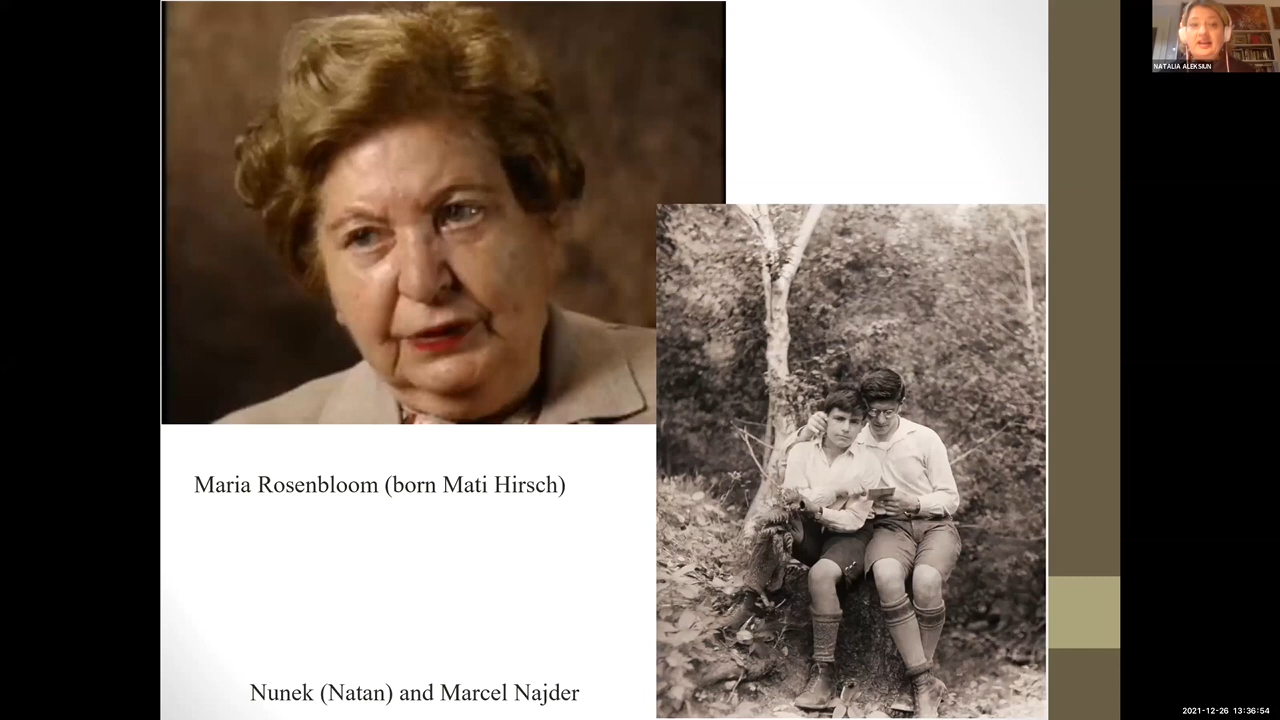 NATALIA ALEKSIUN
Maria Rosenbloom (born Mati Hirsch)
Nunek (Natan) and Marcel Najder
2021-12-26 13:36:54